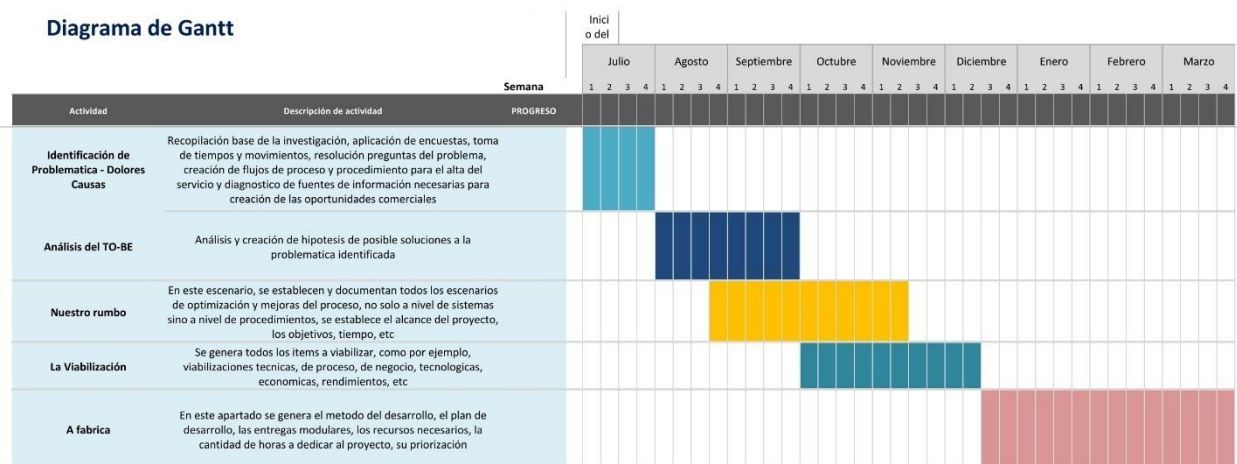 Diagrama de Gantt
Inici
o del
Julio Agosto Septiembre Octubre Noviembre Diciembre Enero Febrero Marzo
Semana 1 2 3 4 1 2 3 4 1 2 3 4 1 2 3 4 1 2 3 4 1 2 3 4 1 2 3 4 1 2 3 4 1 2 3 4
Actividad Descripción de actividad PROGRESO
Identificación de
Problematica - Dolores
Causas
Recopilación base de la investigación, aplicación de encuestas, toma
de tiempos y movimientos, resolución preguntas del problema,
creación de flujos de proceso y procedimiento para el alta del
servicio y diagnostico de fuentes de información necesarias para
creación de las oportunidades comerciales
Análisis del TO-BE
Análisis y creación de hipotesis de posible soluciones a la
problematica identificada
Nuestro rumbo
En este escenario, se establecen y documentan todos los escenarios
de optimización y mejoras del proceso, no solo a nivel de sistemas
sino a nivel de procedimientos, se establece el alcance del proyecto,
los objetivos, tiempo, etc
La Viabilización
Se genera todos los items a viabilizar, como por ejemplo,
viabilizaciones tecnicas, de proceso, de negocio, tecnologicas,
economicas, rendimientos, etc
A fabrica
En este apartado se genera el metodo del desarrollo, el plan de
desarrollo, las entregas modulares, los recursos necesarios, la
cantidad de horas a dedicar al proyecto, su priorización